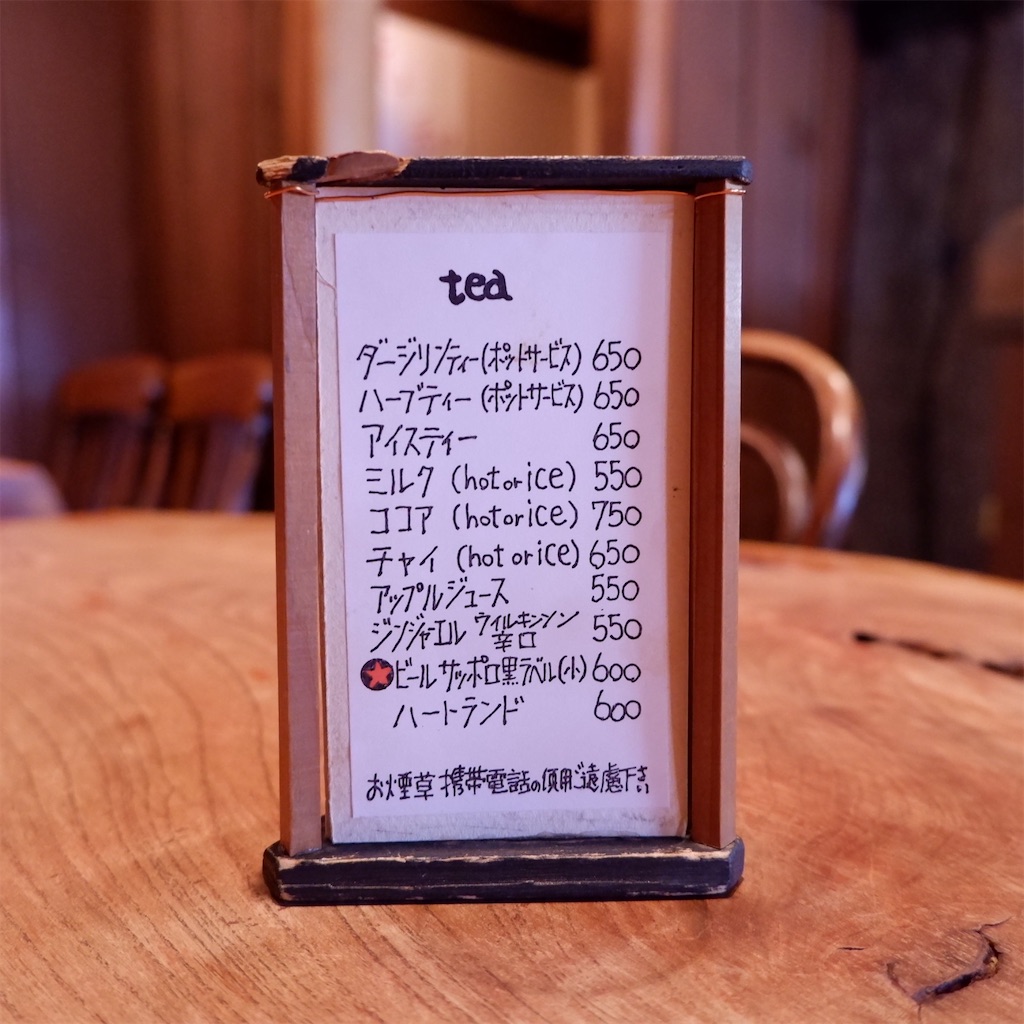 tea
ダージリンティー(ポットサービス) 650
ハーブティー (ポットサービス) 650
アイスティー 650
ミルク (hot or ice) 550
ココア (hot or ice) 750
チャイ (hot or ice) 650
アップルジュース 550
ジンジャーエル ウイルキンソン 辛口 550
ビール サッポロ黒ラベル(小) 600
ハートランド 600
お煙草 携帯電話の使用ご遠慮下さい